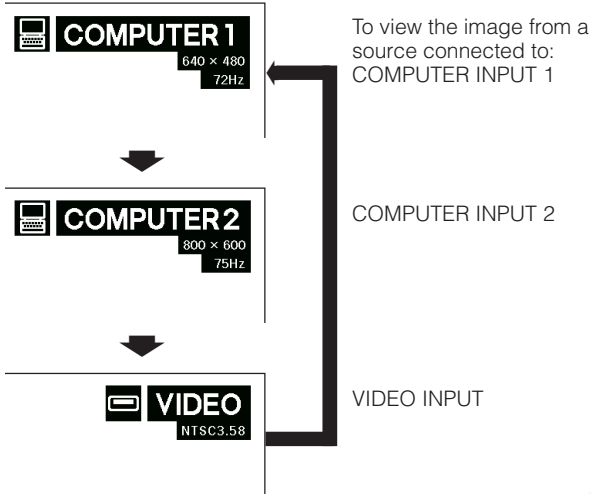 COMPUTER 1
640 × 480
72Hz
To view the image from a
source connected to:
COMPUTER INPUT 1
COMPUTER 2
800 × 600
75Hz
COMPUTER INPUT 2
VIDEO
NTSC3.58
VIDEO INPUT